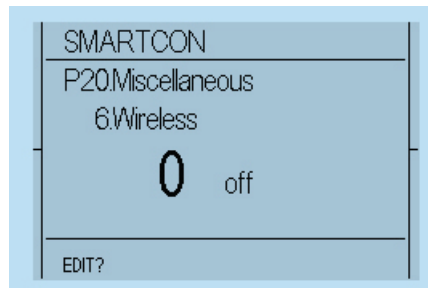 SMARTCON
P20.Miscellaneous
6.Wireless
0 off
EDIT?